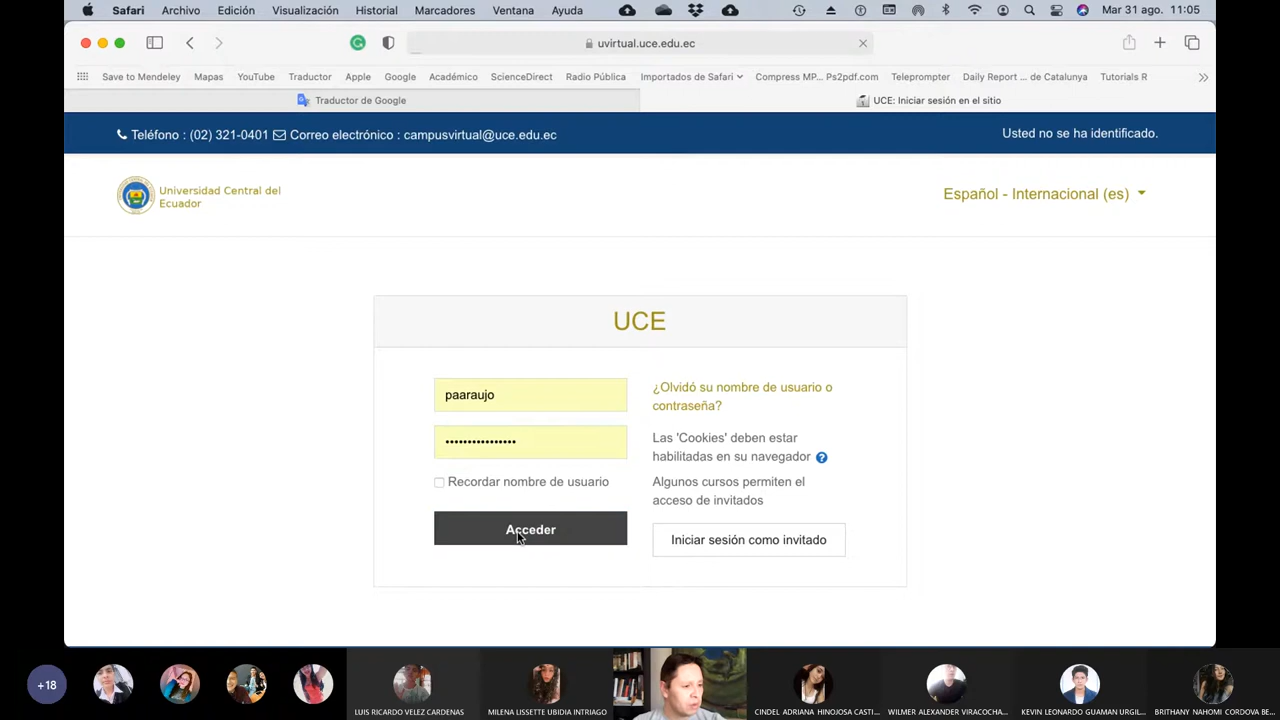 Safari Archivo Edición Visualización Historial Marcadores Ventana Ayuda Mar 31 ago. 11:05
uvirtual.uce.edu.ec
Save to Mendeley Mapas YouTube Traductor Apple Google Académico ScienceDirect Radio Pública Importados de Safari Compress MP... Ps2pdf.com Teleprompter Daily Report ... de Catalunya Tutorials R
Traductor de Google UCE: Iniciar sesión en el sitio
Teléfono : (02) 321-0401 Correo electrónico : campusvirtual@uce.edu.ec Usted no se ha identificado.
Universidad Central del
Ecuador
Español - Internacional (es)
UCE
paaraujo
••••••••••••••••
Recordar nombre de usuario
Acceder
¿Olvidó su nombre de usuario o
contraseña?
Las 'Cookies' deben estar
habilitadas en su navegador ?
Algunos cursos permiten el
acceso de invitados
Iniciar sesión como invitado
+18
LUIS RICARDO VELEZ CARDENAS
MILENA LISSETTE UBIDIA INTRIAGO
CINDEL ADRIANA HINOJOSA CASTI...
WILMER ALEXANDER VIRACOCHA...
KEVIN LEONARDO GUAMAN URGIL...
BRITHANY NAHOMI CORDOVA BE...